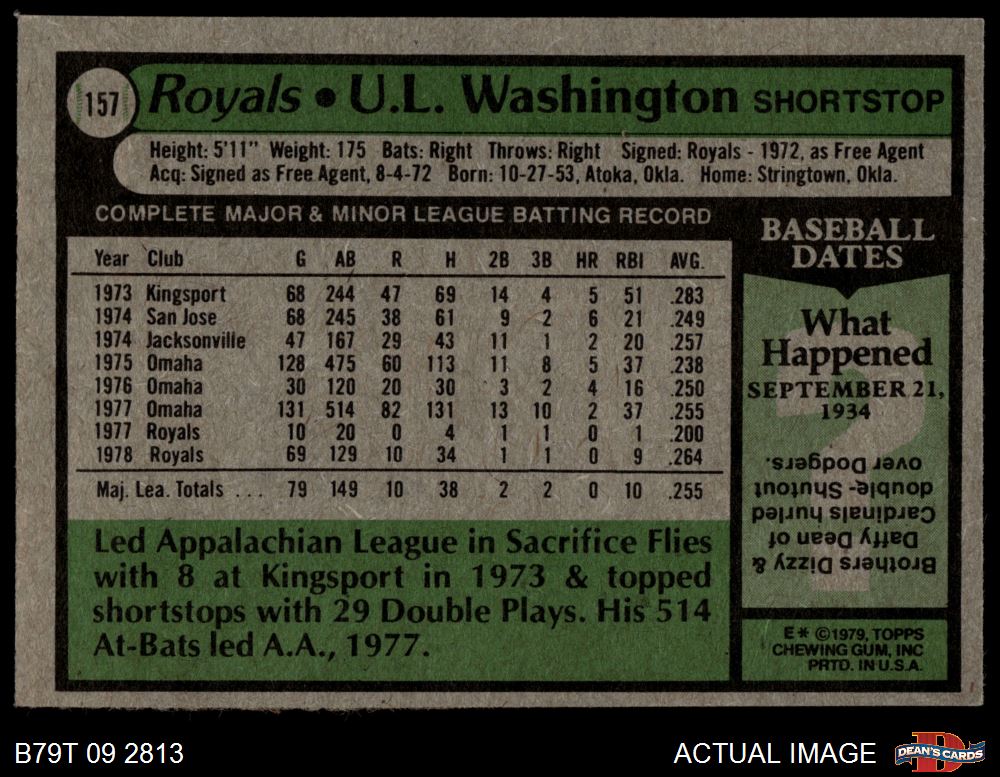 157 Royals • U.L. Washington SHORTSTOP
Height: 5'11" Weight: 175 Bats: Right Throws: Right Signed: Royals - 1972, as Free Agent
Acq: Signed as Free Agent, 8-4-72 Born: 10-27-53, Atoka, Okla. Home: Stringtown, Okla.
COMPLETE MAJOR & MINOR LEAGUE BATTING RECORD
Year Club G AB R H 2B 3B HR RBI AVG.
1973 Kingsport 68 244 47 69 14 4 5 51 .283
1974 San Jose 68 245 38 61 9 2 6 21 .249
1974 Jacksonville 47 167 29 43 11 1 2 20 .257
1975 Omaha 128 475 60 113 11 8 5 37 .238
1976 Omaha 30 120 20 30 3 2 4 16 .250
1977 Omaha 131 514 82 131 13 10 2 37 .255
1977 Royals 10 20 0 4 1 1 0 1 .200
1978 Royals 69 129 10 34 1 1 0 9 .264
Maj. Lea. Totals ... 79 149 10 38 2 2 0 10 .255
Led Appalachian League in Sacrifice Flies
with 8 at Kingsport in 1973 & topped
shortstops with 29 Double Plays. His 514
At-Bats led A.A., 1977.
BASEBALL
DATES
What
Happened
SEPTEMBER 21,
1934
Brothers Dizzy &
Daffy Dean of
Cardinals hurled
double-Shutout
over Dodgers.
E* ©1979, TOPPS
CHEWING GUM, INC
PRTD. IN U.S.A.
B79T 09 2813
ACTUAL IMAGE
DEAN'S CARDS